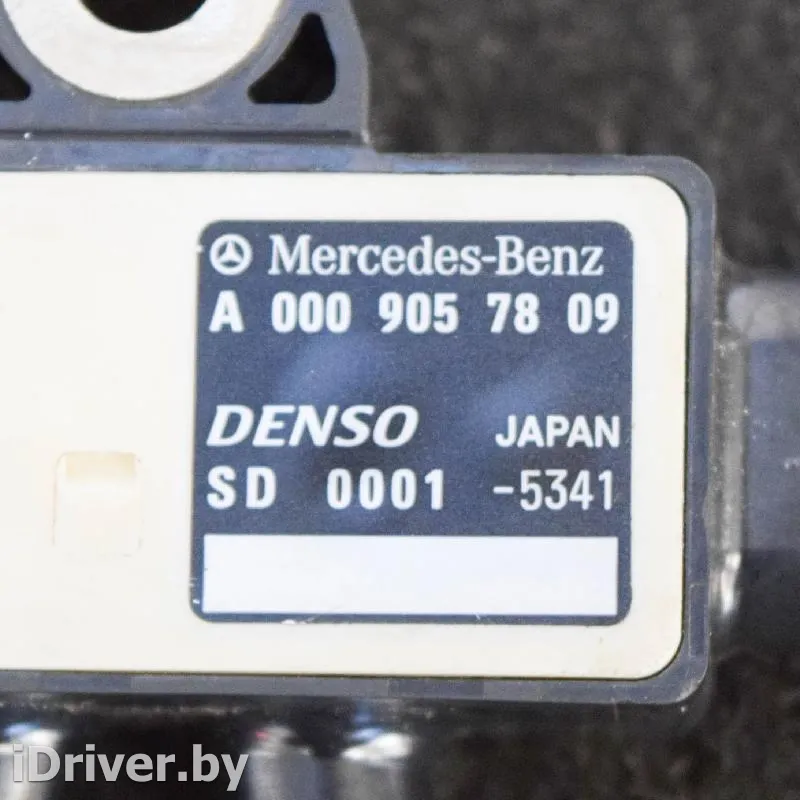 Mercedes-Benz
A 000 905 78 09
DENSO JAPAN
SD 0001 -5341
iDriver.by